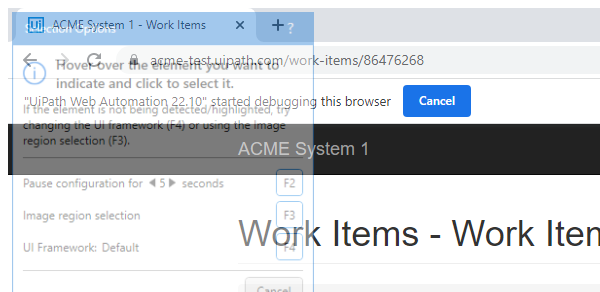 ACME System 1 - Work Items
Selection Options
?
acme-test.uipath.com/work-items/86476268
Hover over the element you want to
indicate and click to select it.
"UiPath Web Automation 22.10" started debugging this browser
Cancel
If the element is not being detected/highlighted, try
changing the UI framework (F4) or using the Image
region selection (F3).
ACME System 1
Pause configuration for ◀ 5 ▶ seconds
F2
Image region selection
F3
UI Framework: Default
F4
Work Items - Work Iten
Cancel